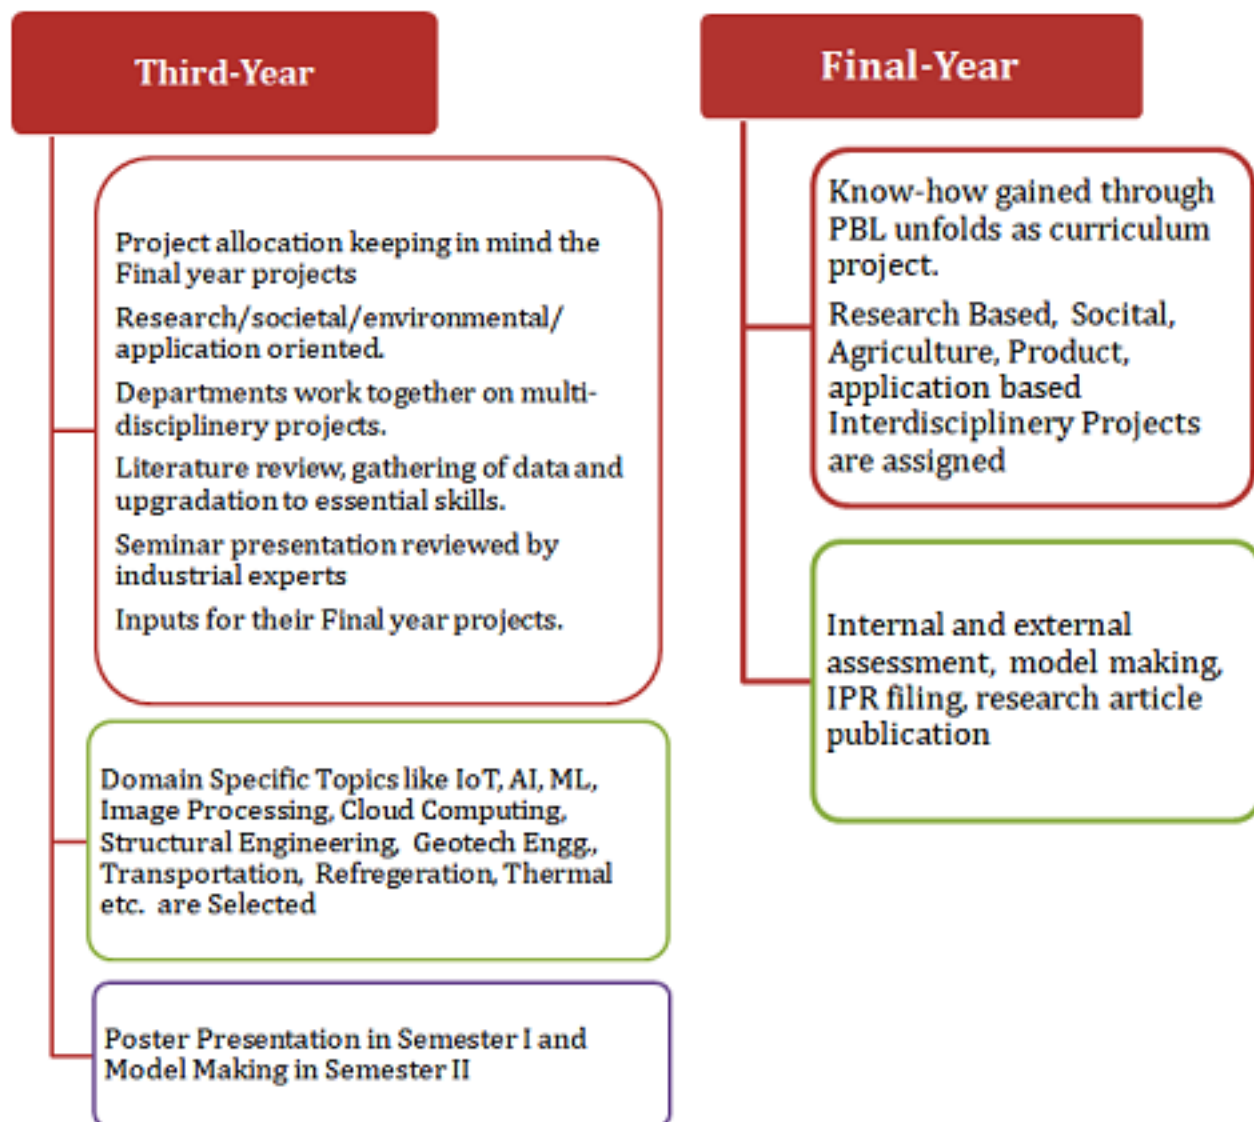 Third-Year
Project allocation keeping in mind the
Final year projects
Research/societal/environmental/
application oriented.
Departments work together on multi-
disciplinery projects.
Literature review, gathering of data and
upgradation to essential skills.
Seminar presentation reviewed by
industrial experts
Inputs for their Final year projects.
Domain Specific Topics like IoT, AI, ML,
Image Processing, Cloud Computing,
Structural Engineering, Geotech Engg.,
Transportation, Refregeration, Thermal
etc. are Selected
Poster Presentation in Semester I and
Model Making in Semester II
Final-Year
Know-how gained through
PBL unfolds as curriculum
project.
Research Based, Socital,
Agriculture, Product,
application based
Interdisciplinery Projects
are assigned
Internal and external
assessment, model making,
IPR filing, research article
publication